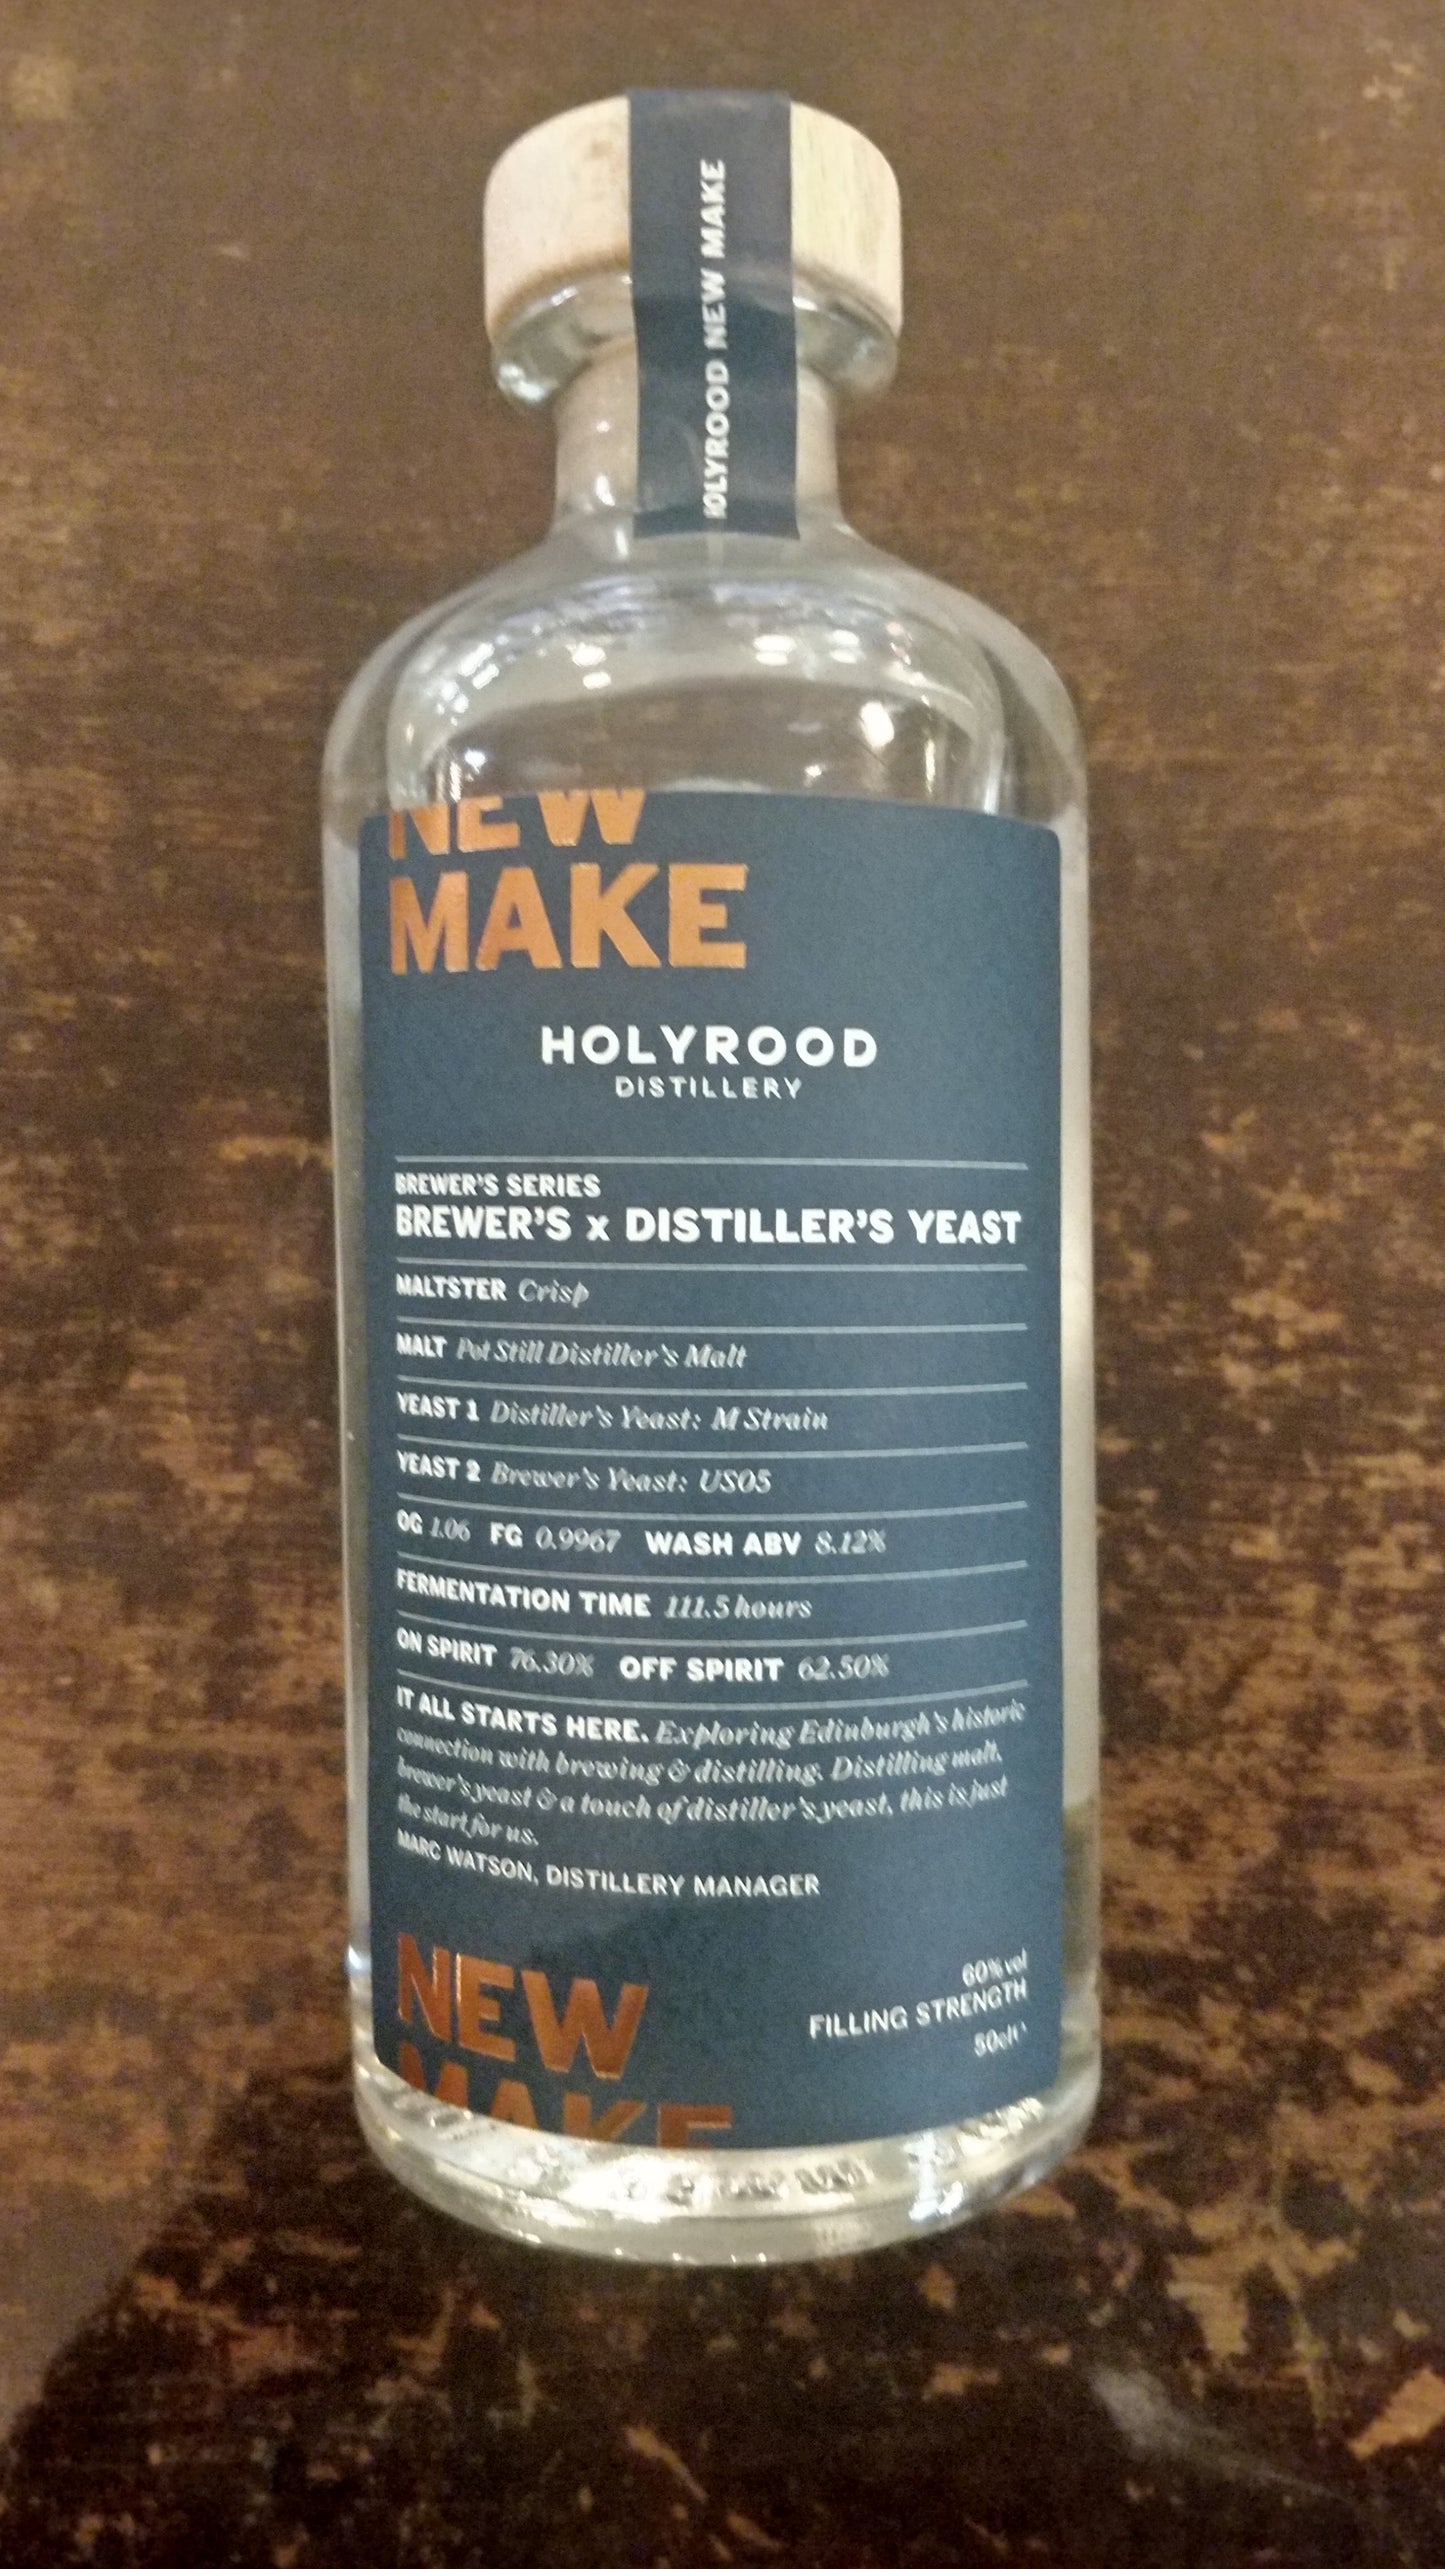 HOLYROOD NEW MAKE
NEW
MAKE
HOLYROOD
DISTILLERY
BREWER'S SERIES
BREWER'S x DISTILLER'S YEAST
MALTSTER Crisp
MALT Pot Still Distiller's Malt
YEAST 1 Distiller's Yeast: M Strain
YEAST 2 Brewer's Yeast: US05
OG 1.06 FG 0.9967 WASH ABV 8.12%
FERMENTATION TIME 111.5 hours
ON SPIRIT 76.30% OFF SPIRIT 62.50%
IT ALL STARTS HERE. Exploring Edinburgh's historic
connection with brewing & distilling. Distilling malt,
brewer's yeast & a touch of distiller's yeast, this is just
the start for us.
MARC WATSON, DISTILLERY MANAGER
60% vol
FILLING STRENGTH
50cl
NEW
MAKE